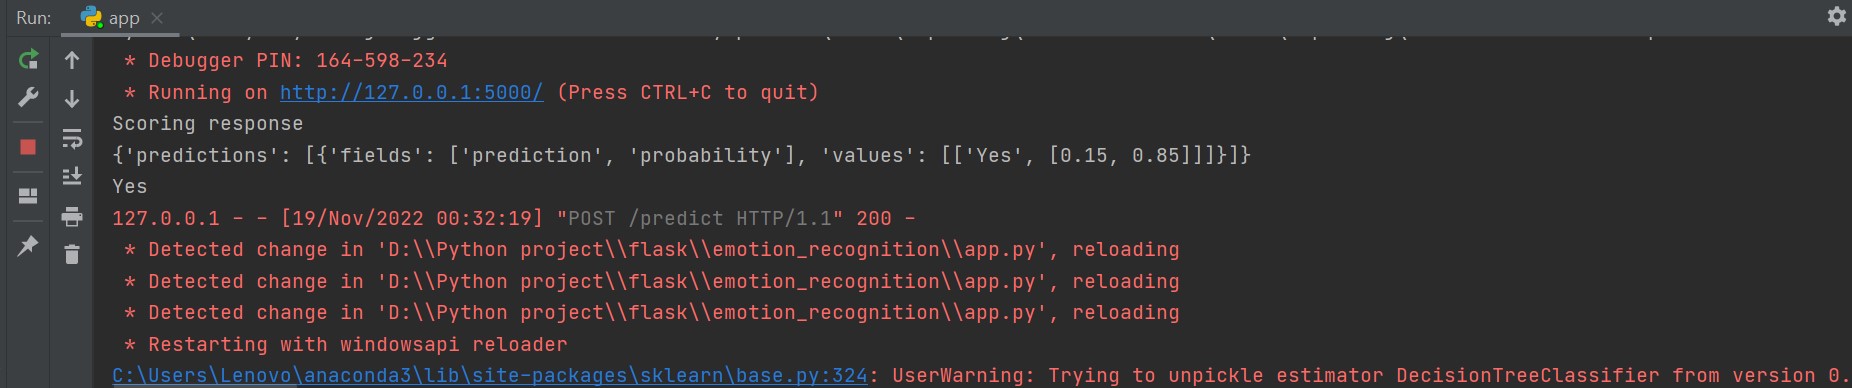 Run:
app
* Debugger PIN: 164-598-234
* Running on http://127.0.0.1:5000/ (Press CTRL+C to quit)
Scoring response
{'predictions': [{'fields': ['prediction', 'probability'], 'values': [['Yes', [0.15, 0.85]]]}]}
Yes
127.0.0.1 - - [19/Nov/2022 00:32:19] "POST /predict HTTP/1.1" 200 -
* Detected change in 'D:\\Python project\\flask\\emotion_recognition\\app.py', reloading
* Detected change in 'D:\\Python project\\flask\\emotion_recognition\\app.py', reloading
* Detected change in 'D:\\Python project\\flask\\emotion_recognition\\app.py', reloading
* Restarting with windowsapi reloader
C:\Users\Lenovo\anaconda3\lib\site-packages\sklearn\base.py:324: UserWarning: Trying to unpickle estimator DecisionTreeClassifier from version 0.